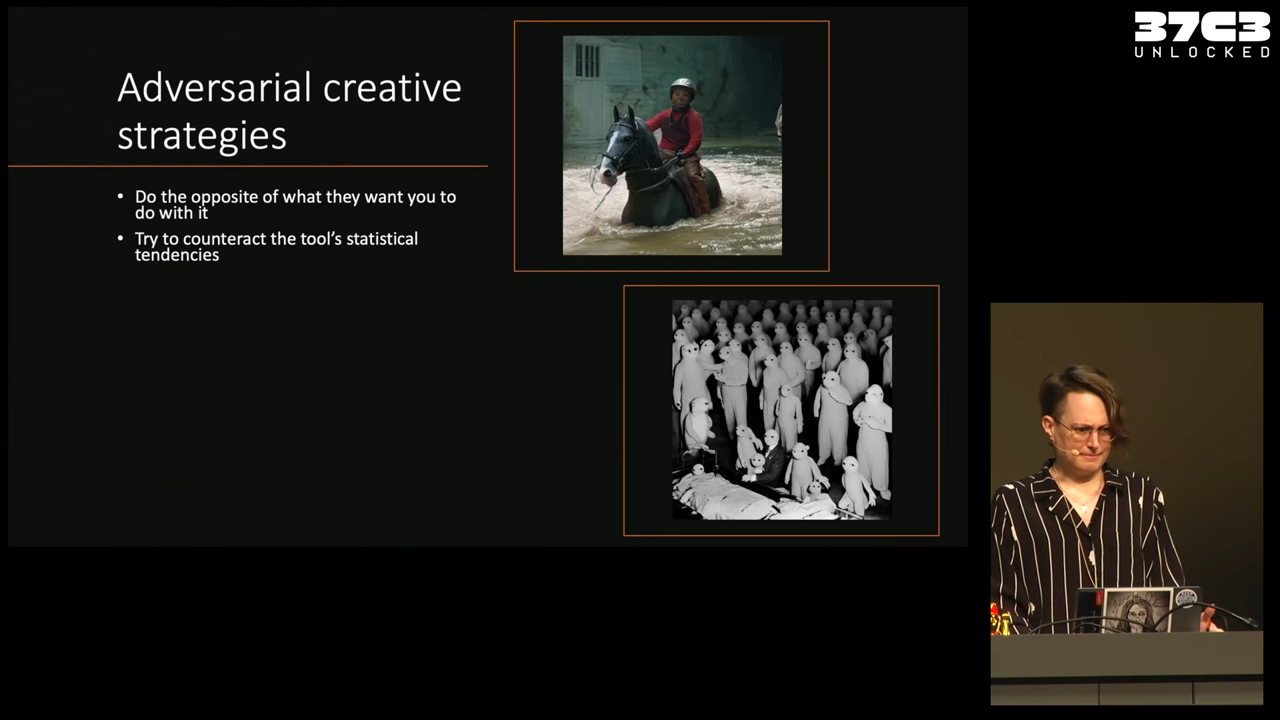 37C3
UNLOCKED
Adversarial creative
strategies
• Do the opposite of what they want you to
do with it
• Try to counteract the tool's statistical
tendencies